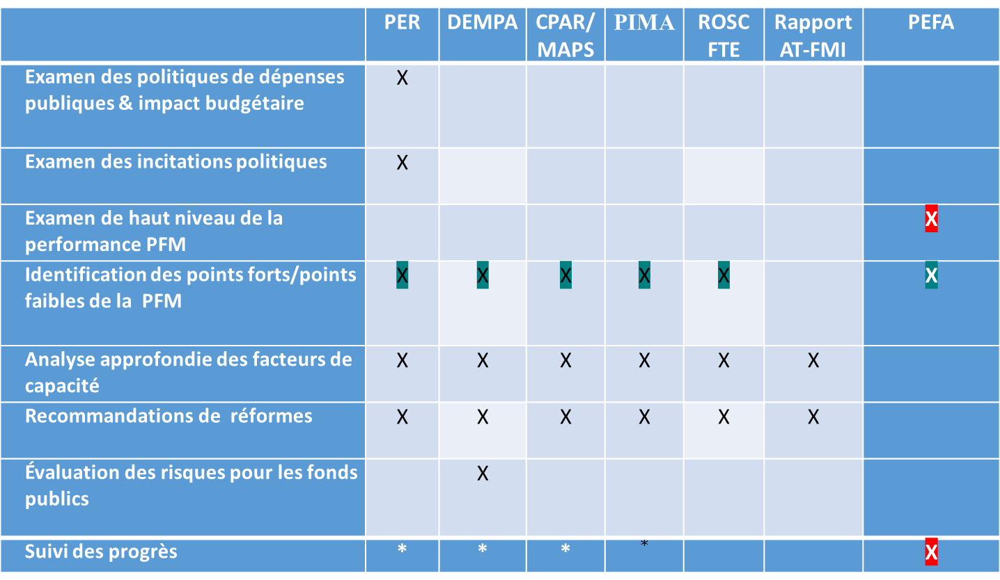 PER DEMPA CPAR/ PIMA ROSC Rapport PEFA
MAPS FTE AT-FMI
Examen des politiques de dépenses X
publiques & impact budgétaire
Examen des incitations politiques X
Examen de haut niveau de la X
performance PFM
Identification des points forts/points X X X X X X
faibles de la PFM
Analyse approfondie des facteurs de X X X X X X
capacité
Recommandations de réformes X X X X X X
Évaluation des risques pour les fonds X
publics
Suivi des progrès * * * * X